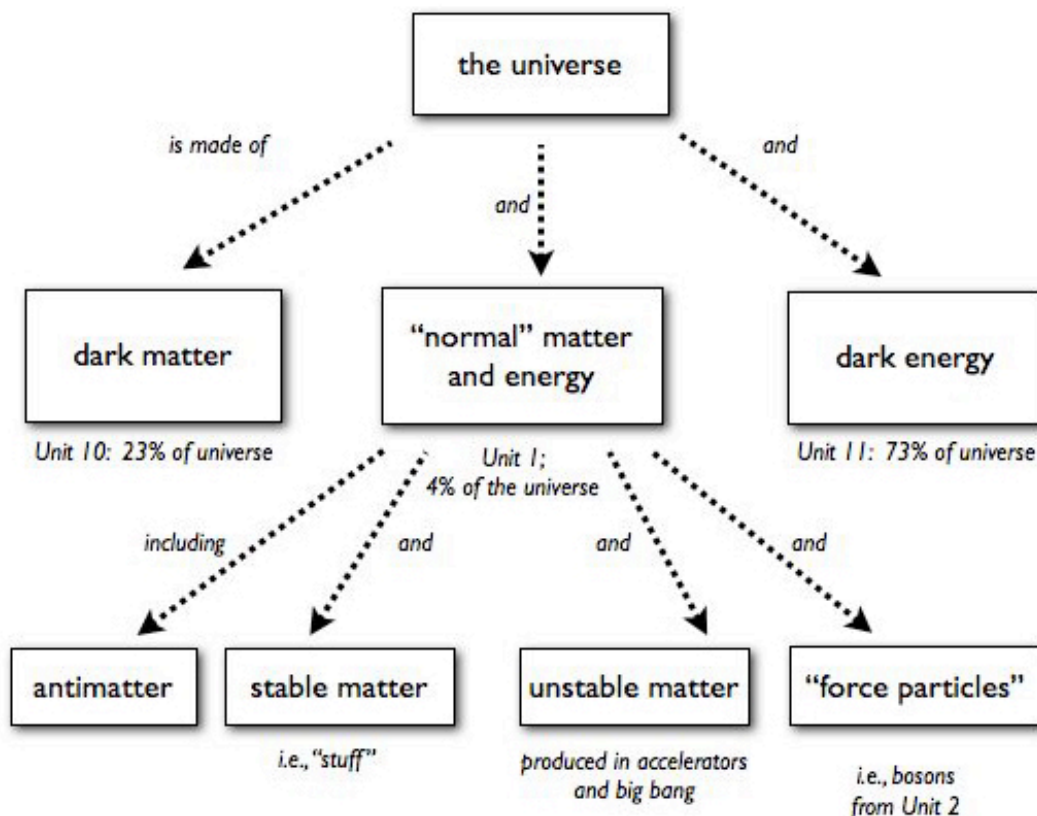 the universe
is made of
and
and
dark matter
“normal” matter
and energy
dark energy
Unit 10: 23% of universe
Unit 1;
4% of the universe
Unit 11: 73% of universe
including
and
and
and
antimatter
stable matter
unstable matter
“force particles”
i.e., “stuff”
produced in accelerators
and big bang
i.e., bosons
from Unit 2